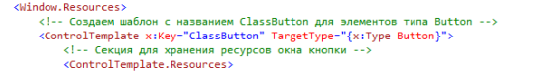 <Window.Resources>
<!-- Создаем шаблон с названием ClassButton для элементов типа Button -->
<ControlTemplate x:Key="ClassButton" TargetType="{x:Type Button}">
<!-- Секция для хранения ресурсов окна кнопки -->
<ControlTemplate.Resources>